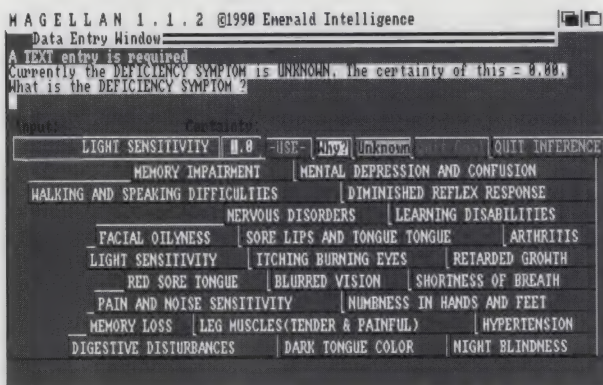 MAGELLAN 1.1.2 ©1990 Emerald Intelligence
Data Entry Window
A TEXT entry is required
Currently the DEFICIENCY SYMPTOM is UNKNOWN. The certainty of this = 0.00.
What is the DEFICIENCY SYMPTOM ?
Input: Certainty:
LIGHT SENSITIVITY 1.0 -USE- Why? Unknown Quit Goal QUIT INFERENCE
MEMORY IMPAIRMENT MENTAL DEPRESSION AND CONFUSION
WALKING AND SPEAKING DIFFICULTIES DIMINISHED REFLEX RESPONSE
NERVOUS DISORDERS LEARNING DISABILITIES
FACIAL OILYNESS SORE LIPS AND TONGUE TONGUE ARTHRITIS
LIGHT SENSITIVITY ITCHING BURNING EYES RETARDED GROWTH
RED SORE TONGUE BLURRED VISION SHORTNESS OF BREATH
PAIN AND NOISE SENSITIVITY NUMBNESS IN HANDS AND FEET
MEMORY LOSS LEG MUSCLES(TENDER & PAINFUL) HYPERTENSION
DIGESTIVE DISTURBANCES DARK TONGUE COLOR NIGHT BLINDNESS